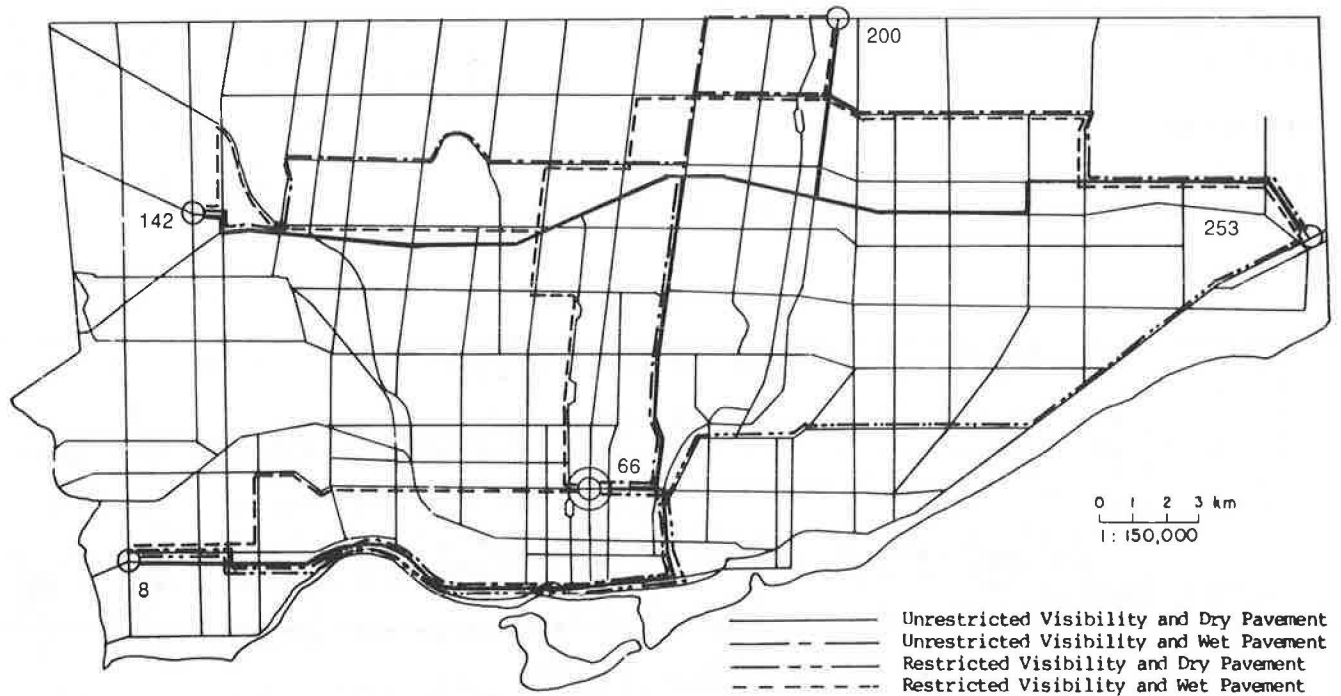 200
142
253
66
0 1 2 3 km
1: 150,000
8
Unrestricted Visibility and Dry Pavement
Unrestricted Visibility and Wet Pavement
Restricted Visibility and Dry Pavement
Restricted Visibility and Wet Pavement